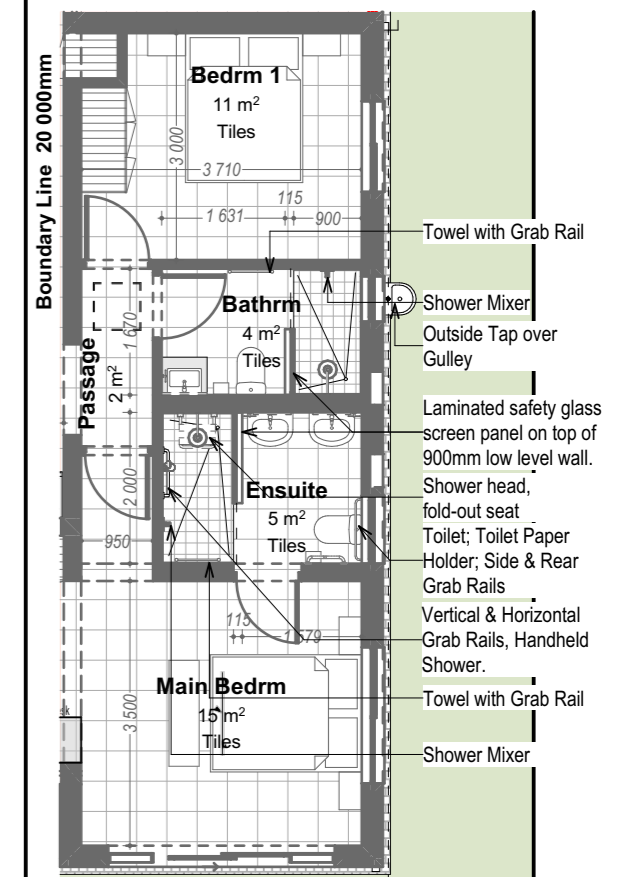 Boundary Line 20 000mm
Bedrm 1
11 m²
Tiles
3 000
3 710
115
1 631
900
Towel with Grab Rail
Shower Mixer
Outside Tap over
Gulley
Bathrm
4 m²
Tiles
1 670
Passage
2 m²
Laminated safety glass
screen panel on top of
900mm low level wall.
Shower head,
fold-out seat
Toilet; Toilet Paper
Holder; Side & Rear
Grab Rails
Ensuite
5 m²
Tiles
2 000
950
Vertical & Horizontal
Grab Rails, Handheld
Shower.
115
1 579
Main Bedrm
15 m²
Tiles
3 500
Towel with Grab Rail
Shower Mixer